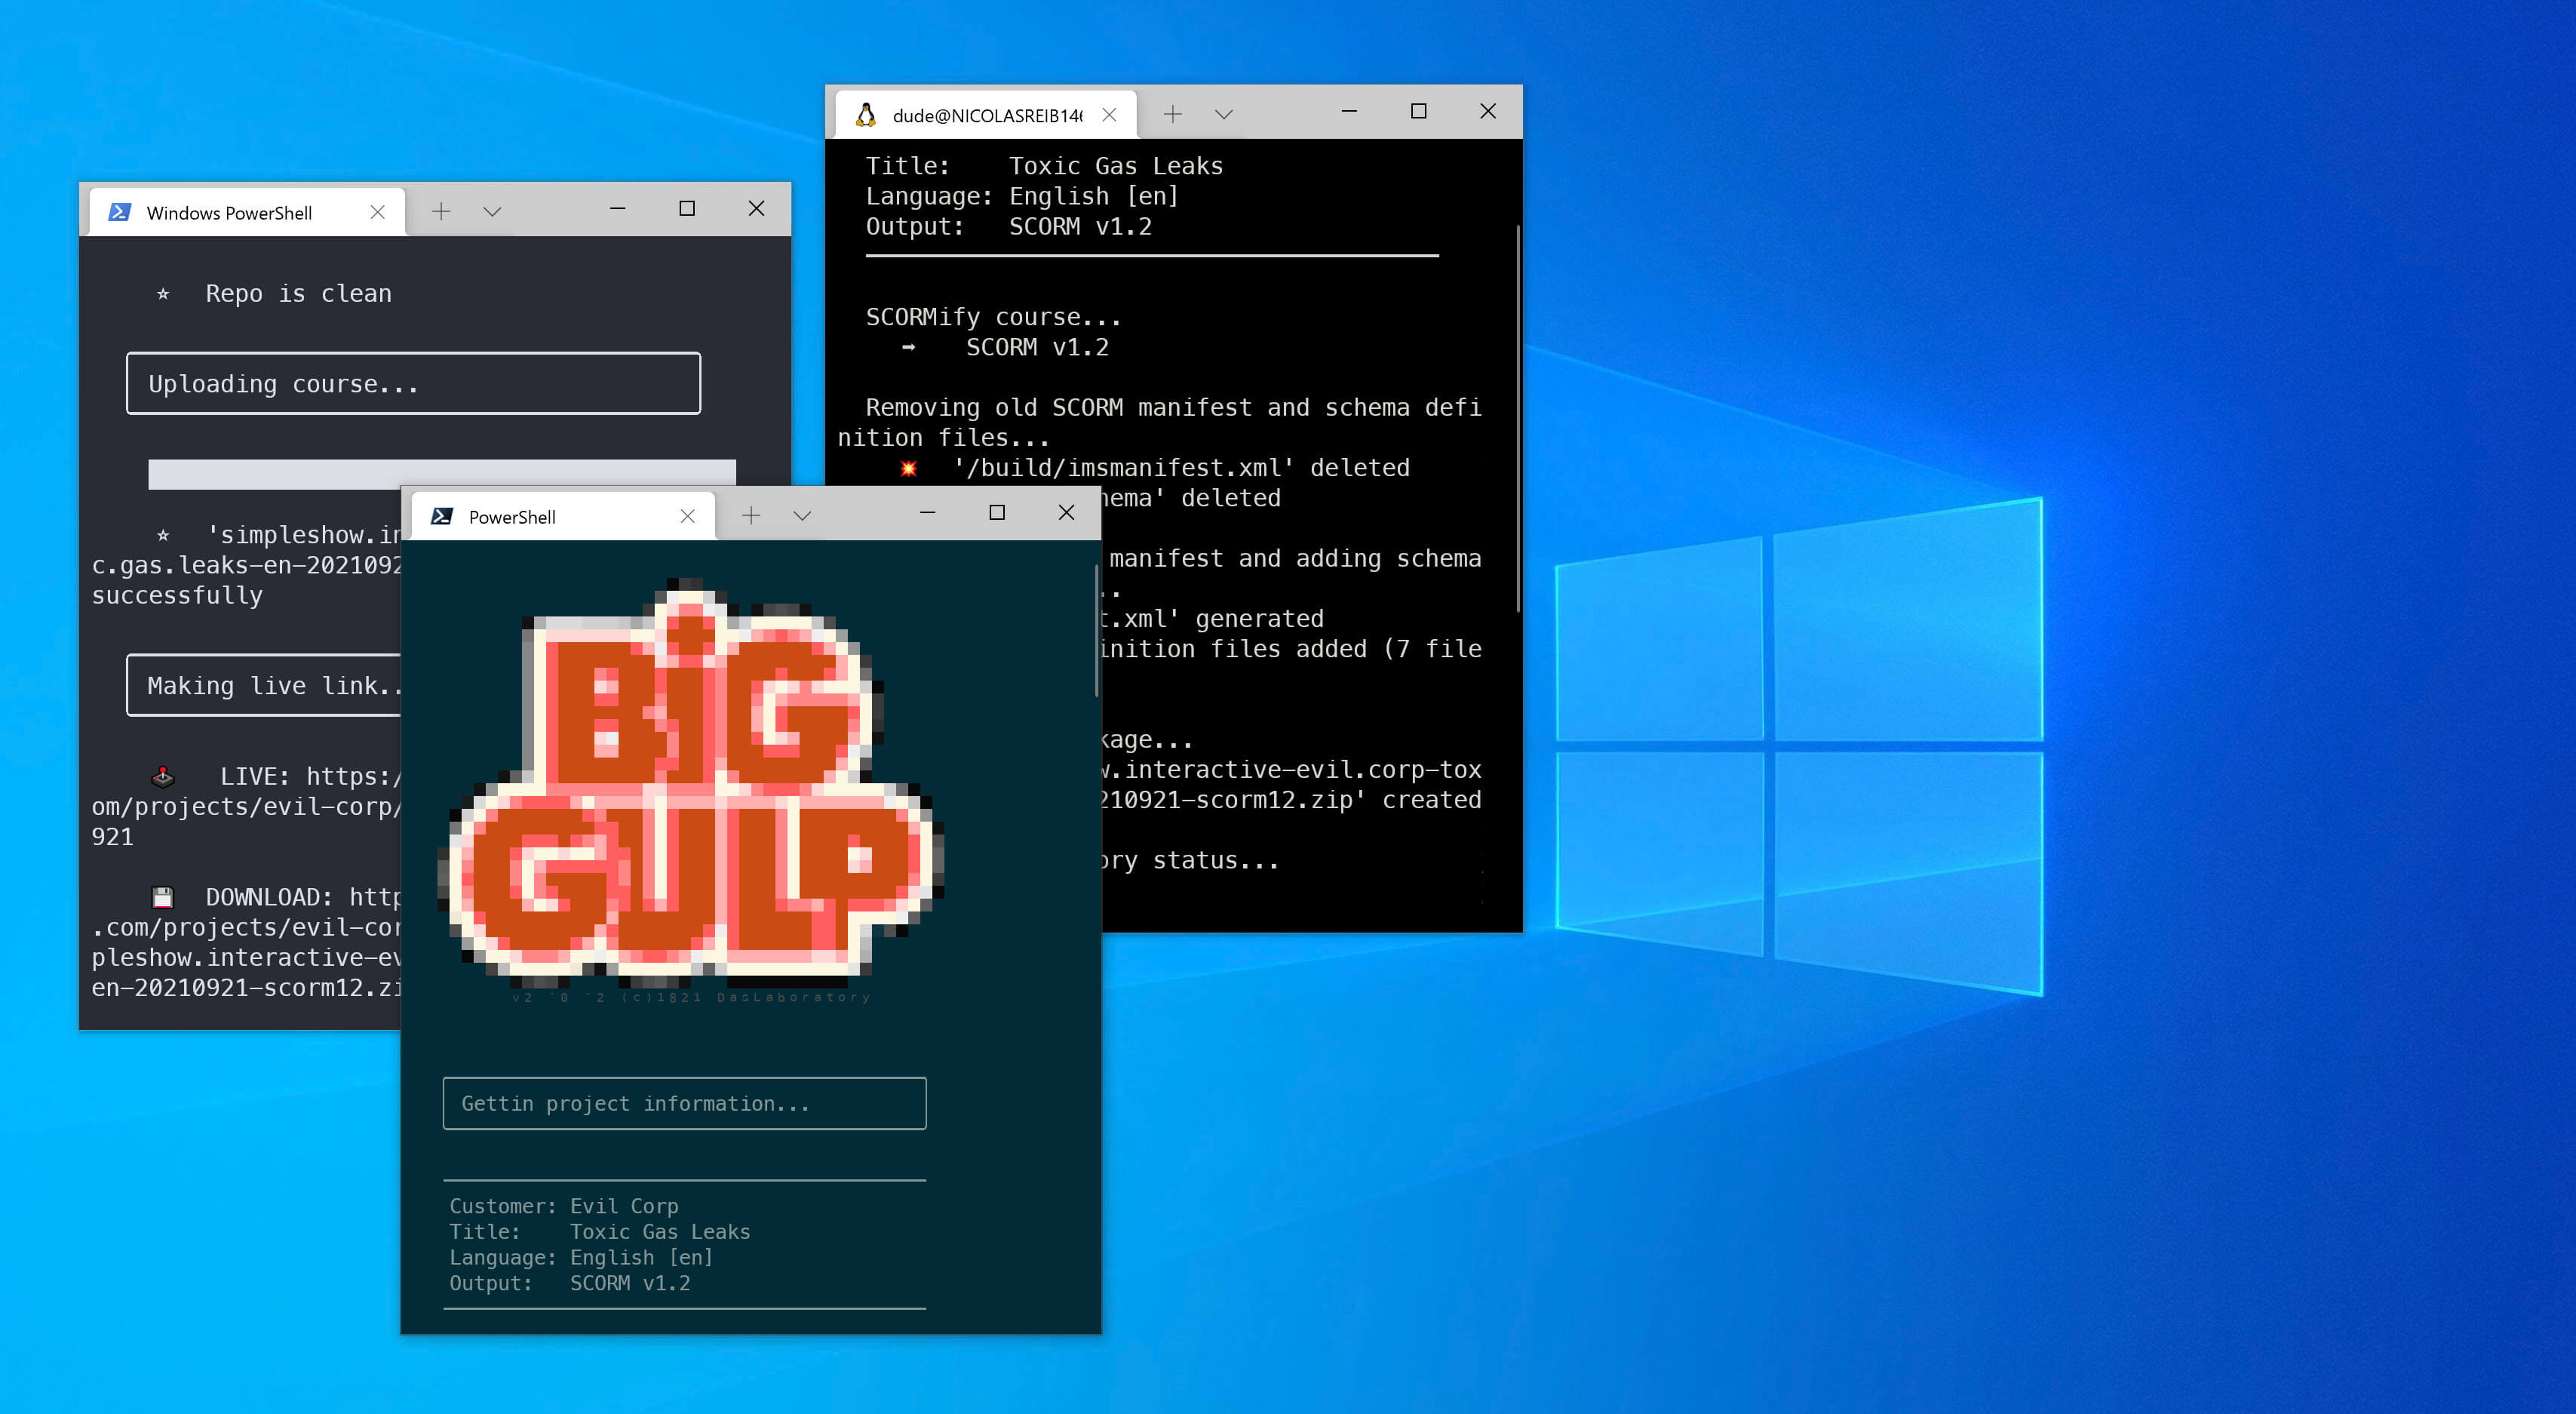 Windows PowerShell
☆ Repo is clean
Uploading course...
☆ 'simpleshow.in
c.gas.leaks-en-2021092
successfully
Making live link..
LIVE: https:/
om/projects/evil-corp/
921
DOWNLOAD: http
.com/projects/evil-cor
pleshow.interactive-ev
en-20210921-scorm12.zi
dude@NICOLASREIB146
Title: Toxic Gas Leaks
Language: English [en]
Output: SCORM v1.2
SCORMify course...
➡ SCORM v1.2
Removing old SCORM manifest and schema defi
nition files...
'/build/imsmanifest.xml' deleted
hema' deleted
manifest and adding schema
..
t.xml' generated
inition files added (7 file
kage...
w.interactive-evil.corp-tox
210921-scorm12.zip' created
ory status...
PowerShell
BiG
GULP
v2 ˙0 ˙2 (c)1821 DasLaboratory
Gettin project information...
Customer: Evil Corp
Title: Toxic Gas Leaks
Language: English [en]
Output: SCORM v1.2